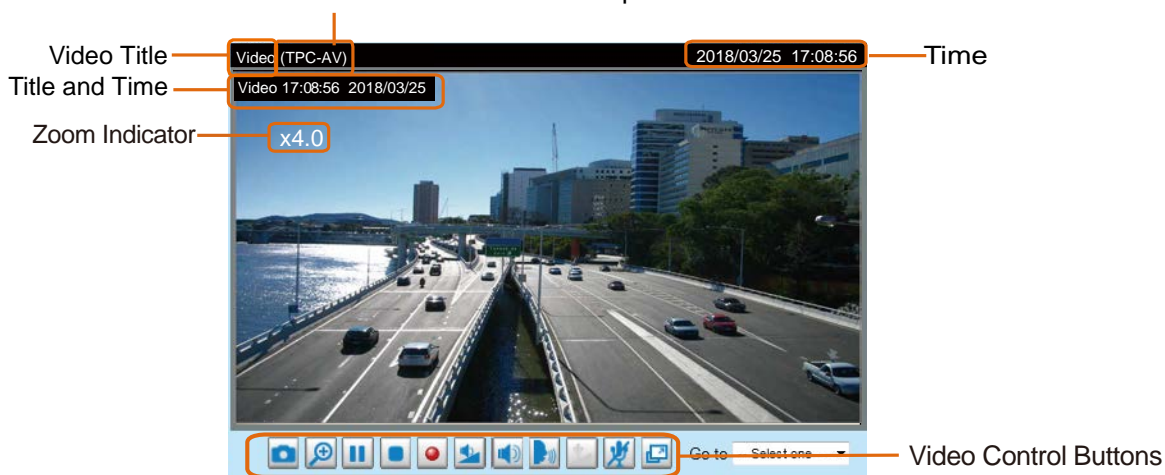 Video Title
Video (TPC-AV)
2018/03/25 17:08:56
Time
Title and Time
Video 17:08:56 2018/03/25
Zoom Indicator
x4.0
Go to
Select one
Video Control Buttons